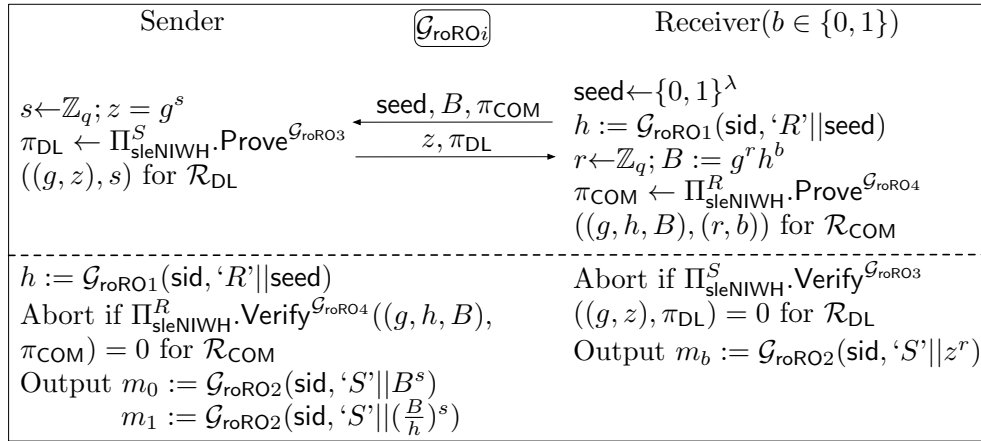 Sender
𝒢_roROi
Receiver(b ∈ {0, 1})
s←ℤ_q; z = g^s
π_DL ← Π^S_sleNIWH.Prove^{𝒢_roRO3}
((g, z), s) for ℛ_DL
seed, B, π_COM
z, π_DL
seed←{0, 1}^λ
h := 𝒢_roRO1(sid, ‘R’||seed)
r←ℤ_q; B := g^r h^b
π_COM ← Π^R_sleNIWH.Prove^{𝒢_roRO4}
((g, h, B), (r, b)) for ℛ_COM
h := 𝒢_roRO1(sid, ‘R’||seed)
Abort if Π^R_sleNIWH.Verify^{𝒢_roRO4}((g, h, B),
π_COM) = 0 for ℛ_COM
Output m_0 := 𝒢_roRO2(sid, ‘S’||B^s)
m_1 := 𝒢_roRO2(sid, ‘S’||(B/h)^s)
Abort if Π^S_sleNIWH.Verify^{𝒢_roRO3}
((g, z), π_DL) = 0 for ℛ_DL
Output m_b := 𝒢_roRO2(sid, ‘S’||z^r)